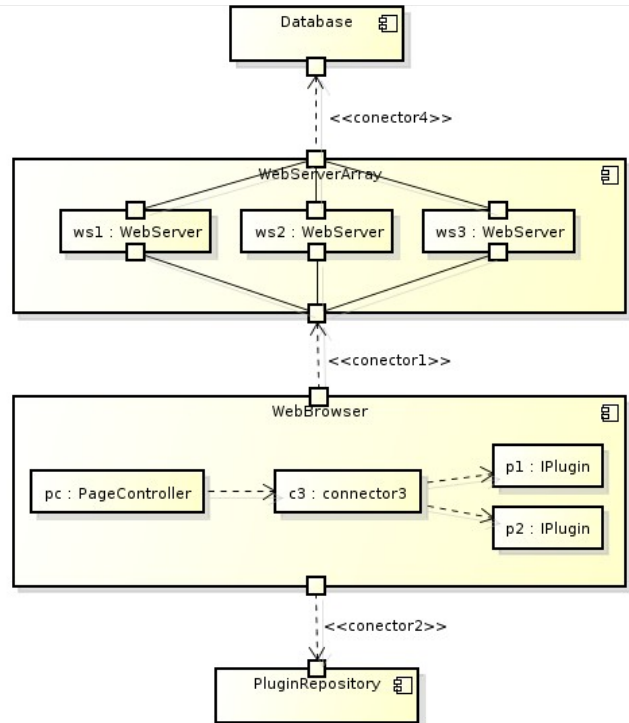 Database
<<conector4>>
WebServerArray
ws1 : WebServer
ws2 : WebServer
ws3 : WebServer
<<conector1>>
WebBrowser
pc : PageController
c3 : connector3
p1 : IPlugin
p2 : IPlugin
<<conector2>>
PluginRepository